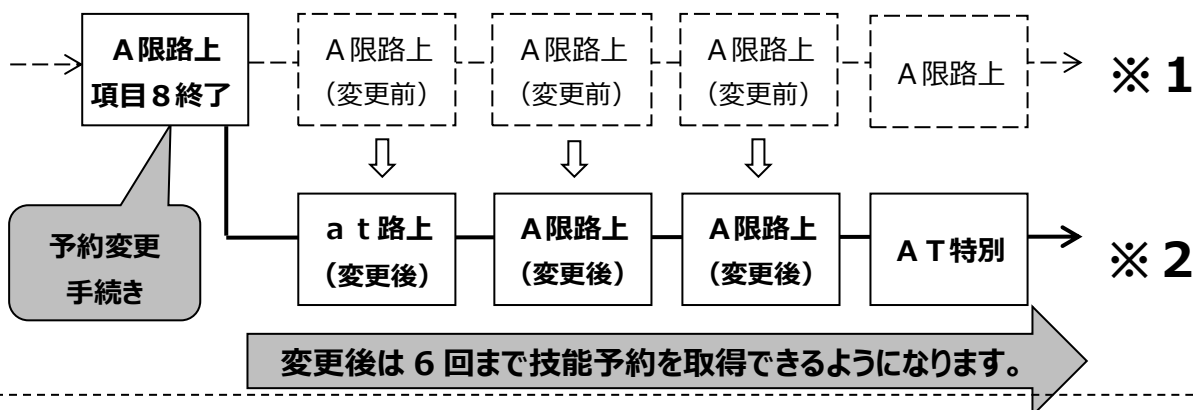 A限路上
項目8終了
A限路上
(変更前)
A限路上
(変更前)
A限路上
(変更前)
A限路上
※1
予約変更
手続き
at路上
(変更後)
A限路上
(変更後)
A限路上
(変更後)
AT特別
※2
変更後は6回まで技能予約を取得できるようになります。